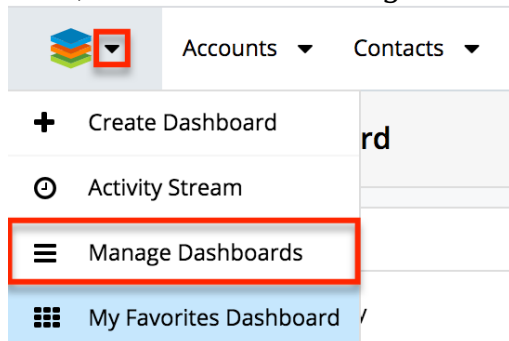 Accounts Contacts
Create Dashboard
rd
Activity Stream
Manage Dashboards
My Favorites Dashboard